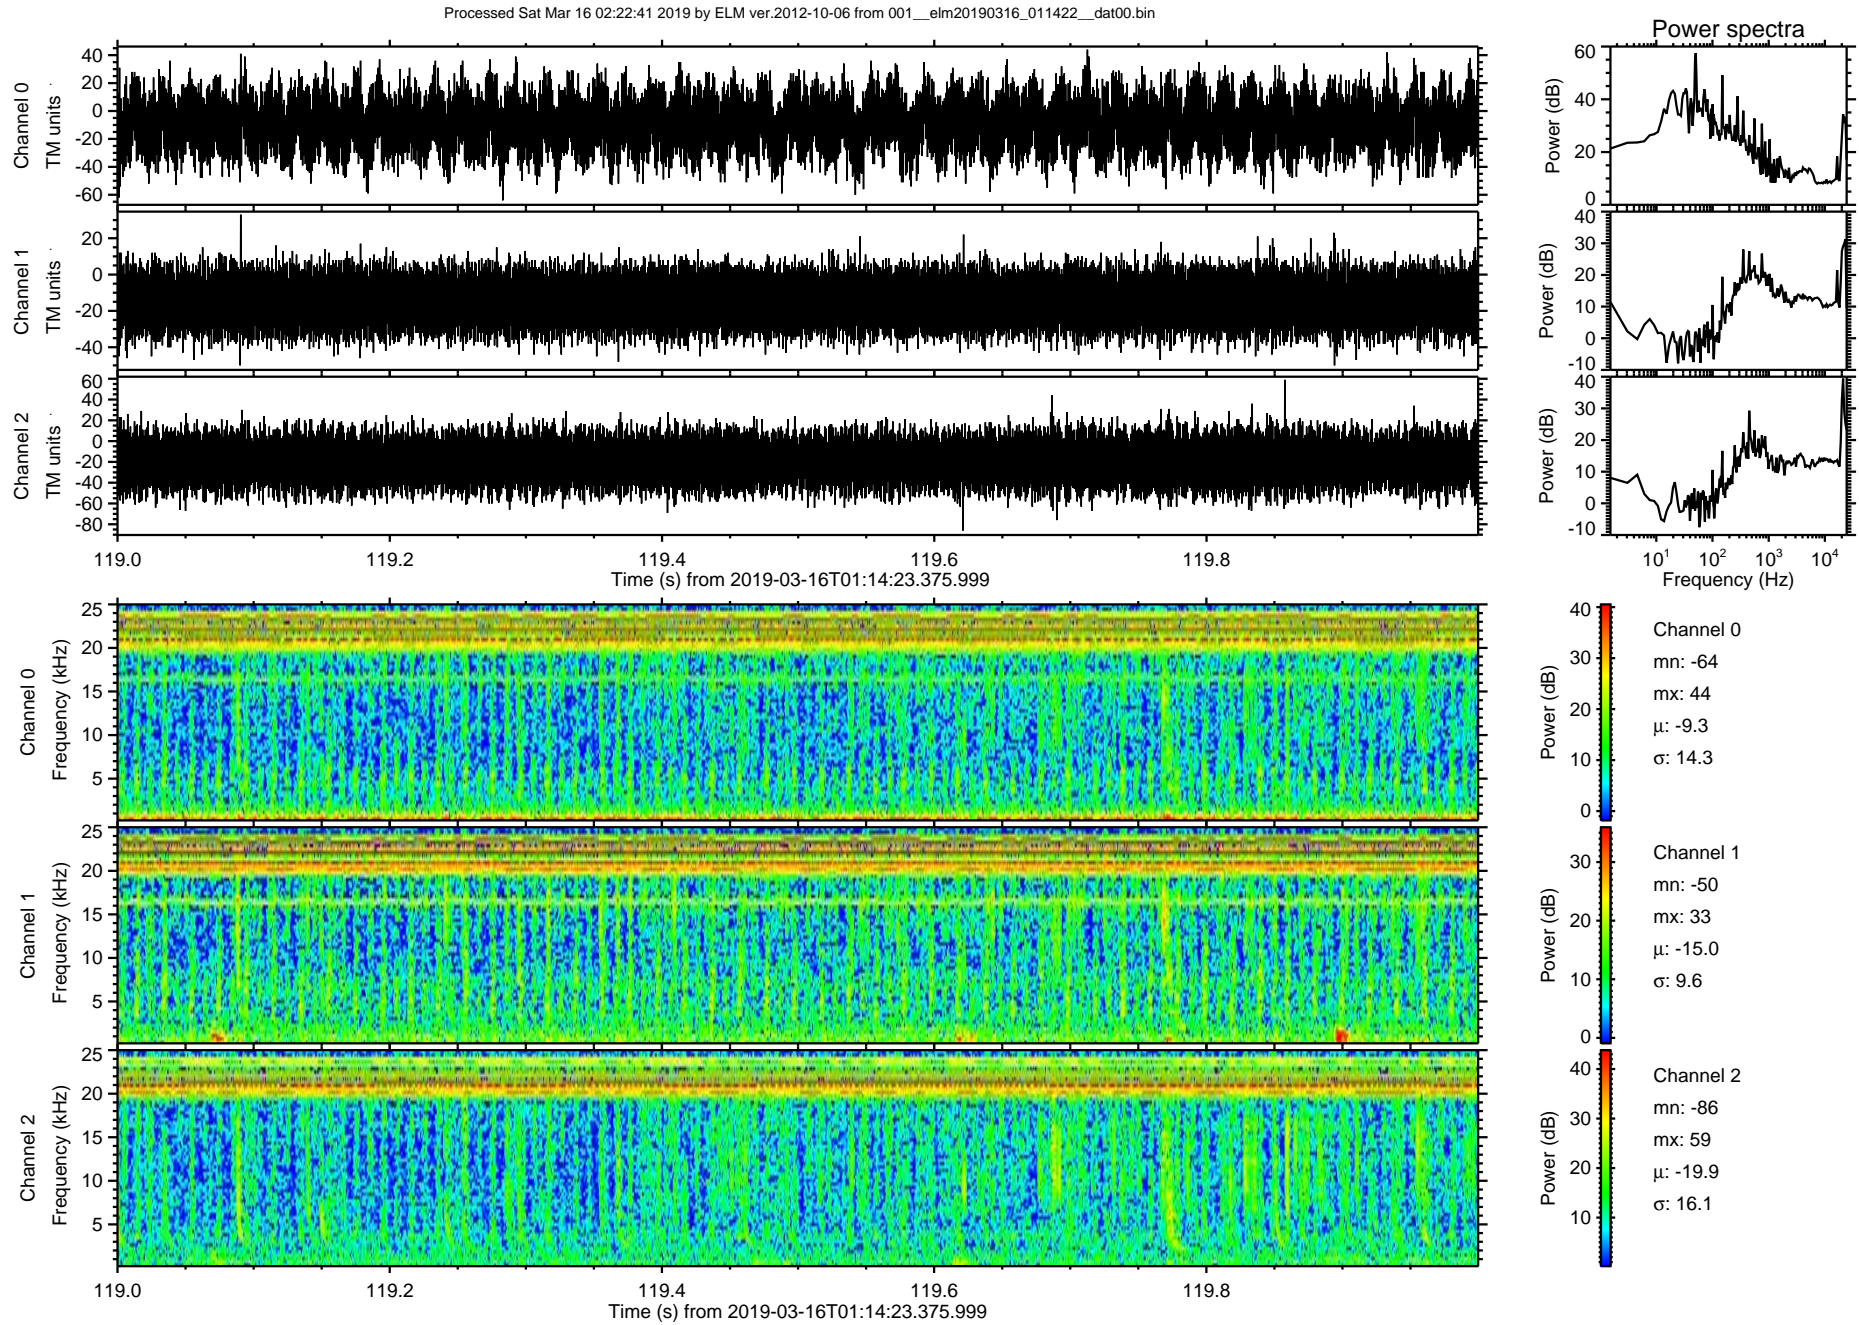 Processed Sat Mar 16 02:22:41 2019 by ELM ver.2012-10-06 from 001__elm20190316_011422__dat00.bin
Power spectra
Channel 0
TM units
40
20
0
-20
-40
-60
Power (dB)
60
40
20
0
Channel 1
TM units
20
0
-20
-40
Power (dB)
40
30
20
10
0
-10
Channel 2
TM units
60
40
20
0
-20
-40
-60
-80
Power (dB)
40
30
20
10
0
-10
119.0 119.2 119.4 119.6 119.8
Time (s) from 2019-03-16T01:14:23.375.999
10^1 10^2 10^3 10^4
Frequency (Hz)
Channel 0
Frequency (kHz)
25
20
15
10
5
Power (dB)
40
30
20
10
0
Channel 0
mn: -64
mx: 44
μ: -9.3
σ: 14.3
Channel 1
Frequency (kHz)
25
20
15
10
5
Power (dB)
30
20
10
0
Channel 1
mn: -50
mx: 33
μ: -15.0
σ: 9.6
Channel 2
Frequency (kHz)
25
20
15
10
5
Power (dB)
40
30
20
10
Channel 2
mn: -86
mx: 59
μ: -19.9
σ: 16.1
119.0 119.2 119.4 119.6 119.8
Time (s) from 2019-03-16T01:14:23.375.999